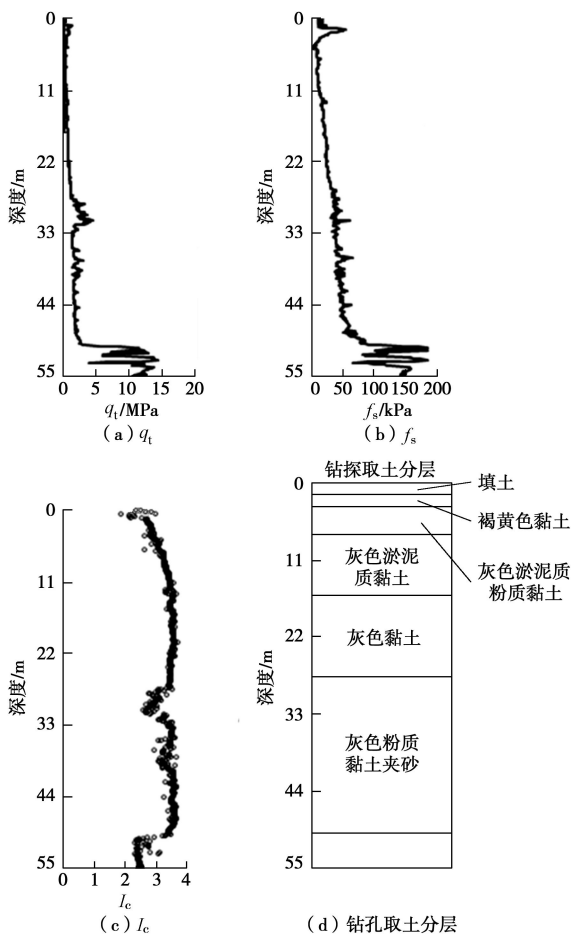 0
11
22
33
44
55
深度/m
0 5 10 15 20
qt/MPa
(a) qt
0
11
22
33
44
55
深度/m
0 50 100 150 200
fs/kPa
(b) fs
0
11
22
33
44
55
深度/m
0 1 2 3 4
Ic
(c) Ic
钻探取土分层
0
11
22
33
44
55
深度/m
填土
褐黄色黏土
灰色淤泥质
粉质黏土
灰色淤泥
质黏土
灰色黏土
灰色粉质
黏土夹砂
(d) 钻孔取土分层